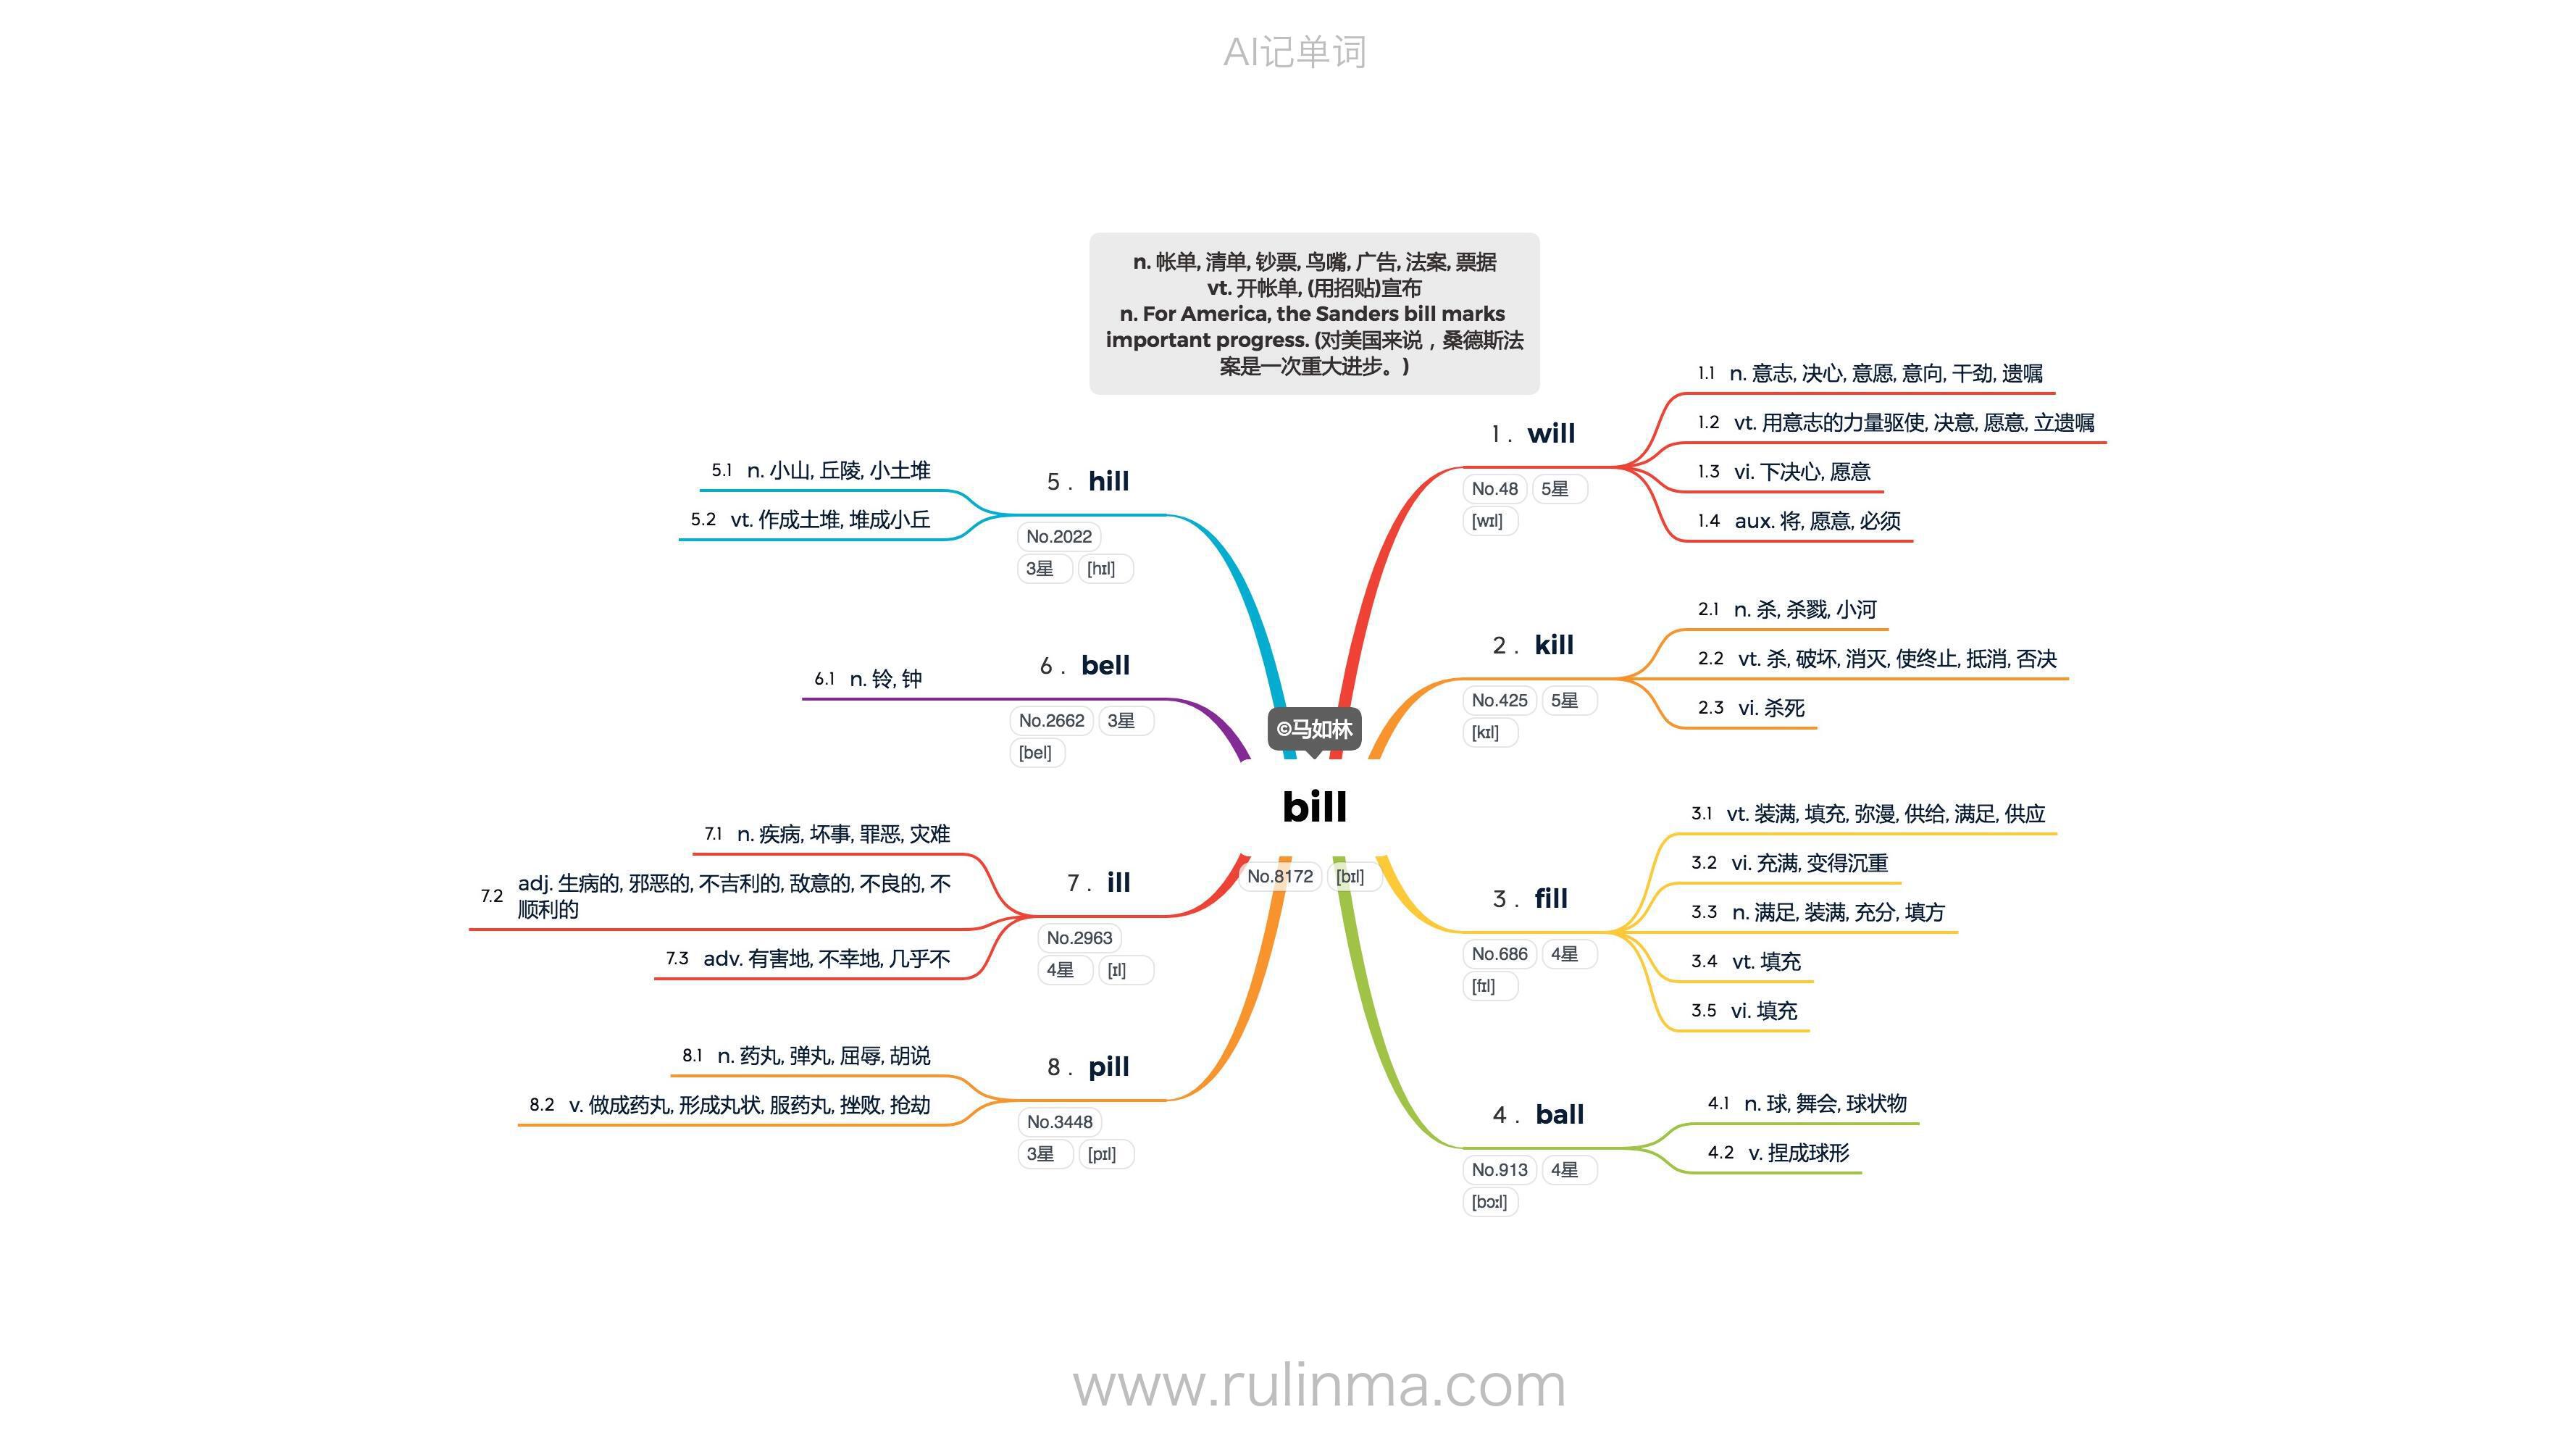 AI记单词
n. 帐单, 清单, 钞票, 鸟嘴, 广告, 法案, 票据
vt. 开帐单, (用招贴)宣布
n. For America, the Sanders bill marks
important progress. (对美国来说，桑德斯法
案是一次重大进步。)
©马如林
bill
No.8172 [bɪl]
1. will
No.48 5星
[wɪl]
1.1 n. 意志, 决心, 意愿, 意向, 干劲, 遗嘱
1.2 vt. 用意志的力量驱使, 决意, 愿意, 立遗嘱
1.3 vi. 下决心, 愿意
1.4 aux. 将, 愿意, 必须
2. kill
No.425 5星
[kɪl]
2.1 n. 杀, 杀戮, 小河
2.2 vt. 杀, 破坏, 消灭, 使终止, 抵消, 否决
2.3 vi. 杀死
3. fill
No.686 4星
[fɪl]
3.1 vt. 装满, 填充, 弥漫, 供给, 满足, 供应
3.2 vi. 充满, 变得沉重
3.3 n. 满足, 装满, 充分, 填方
3.4 vt. 填充
3.5 vi. 填充
4. ball
No.913 4星
[bɔːl]
4.1 n. 球, 舞会, 球状物
4.2 v. 捏成球形
5. hill
No.2022
3星 [hɪl]
5.1 n. 小山, 丘陵, 小土堆
5.2 vt. 作成土堆, 堆成小丘
6. bell
No.2662 3星
[bel]
6.1 n. 铃, 钟
7. ill
No.2963
4星 [ɪl]
7.1 n. 疾病, 坏事, 罪恶, 灾难
7.2 adj. 生病的, 邪恶的, 不吉利的, 敌意的, 不良的, 不
顺利的
7.3 adv. 有害地, 不幸地, 几乎不
8. pill
No.3448
3星 [pɪl]
8.1 n. 药丸, 弹丸, 屈辱, 胡说
8.2 v. 做成药丸, 形成丸状, 服药丸, 挫败, 抢劫
www.rulinma.com